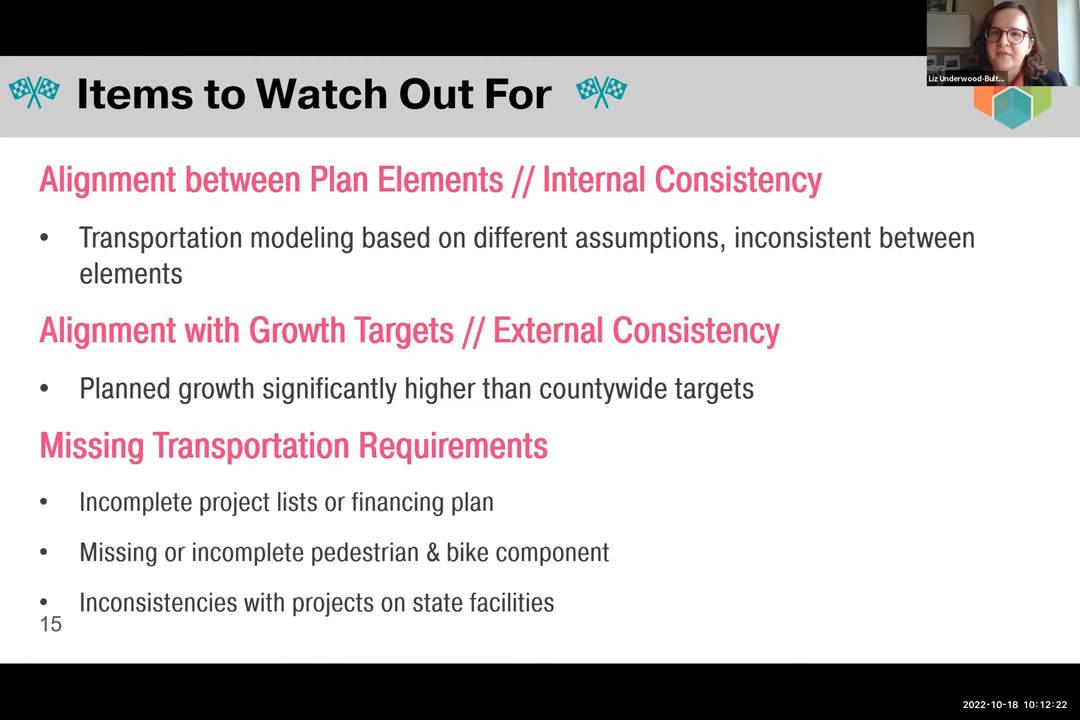 Items to Watch Out For
Liz Underwood-Bult...
Alignment between Plan Elements // Internal Consistency
• Transportation modeling based on different assumptions, inconsistent between
elements
Alignment with Growth Targets // External Consistency
• Planned growth significantly higher than countywide targets
Missing Transportation Requirements
• Incomplete project lists or financing plan
• Missing or incomplete pedestrian & bike component
• Inconsistencies with projects on state facilities
15
2022-10-18 10:12:22